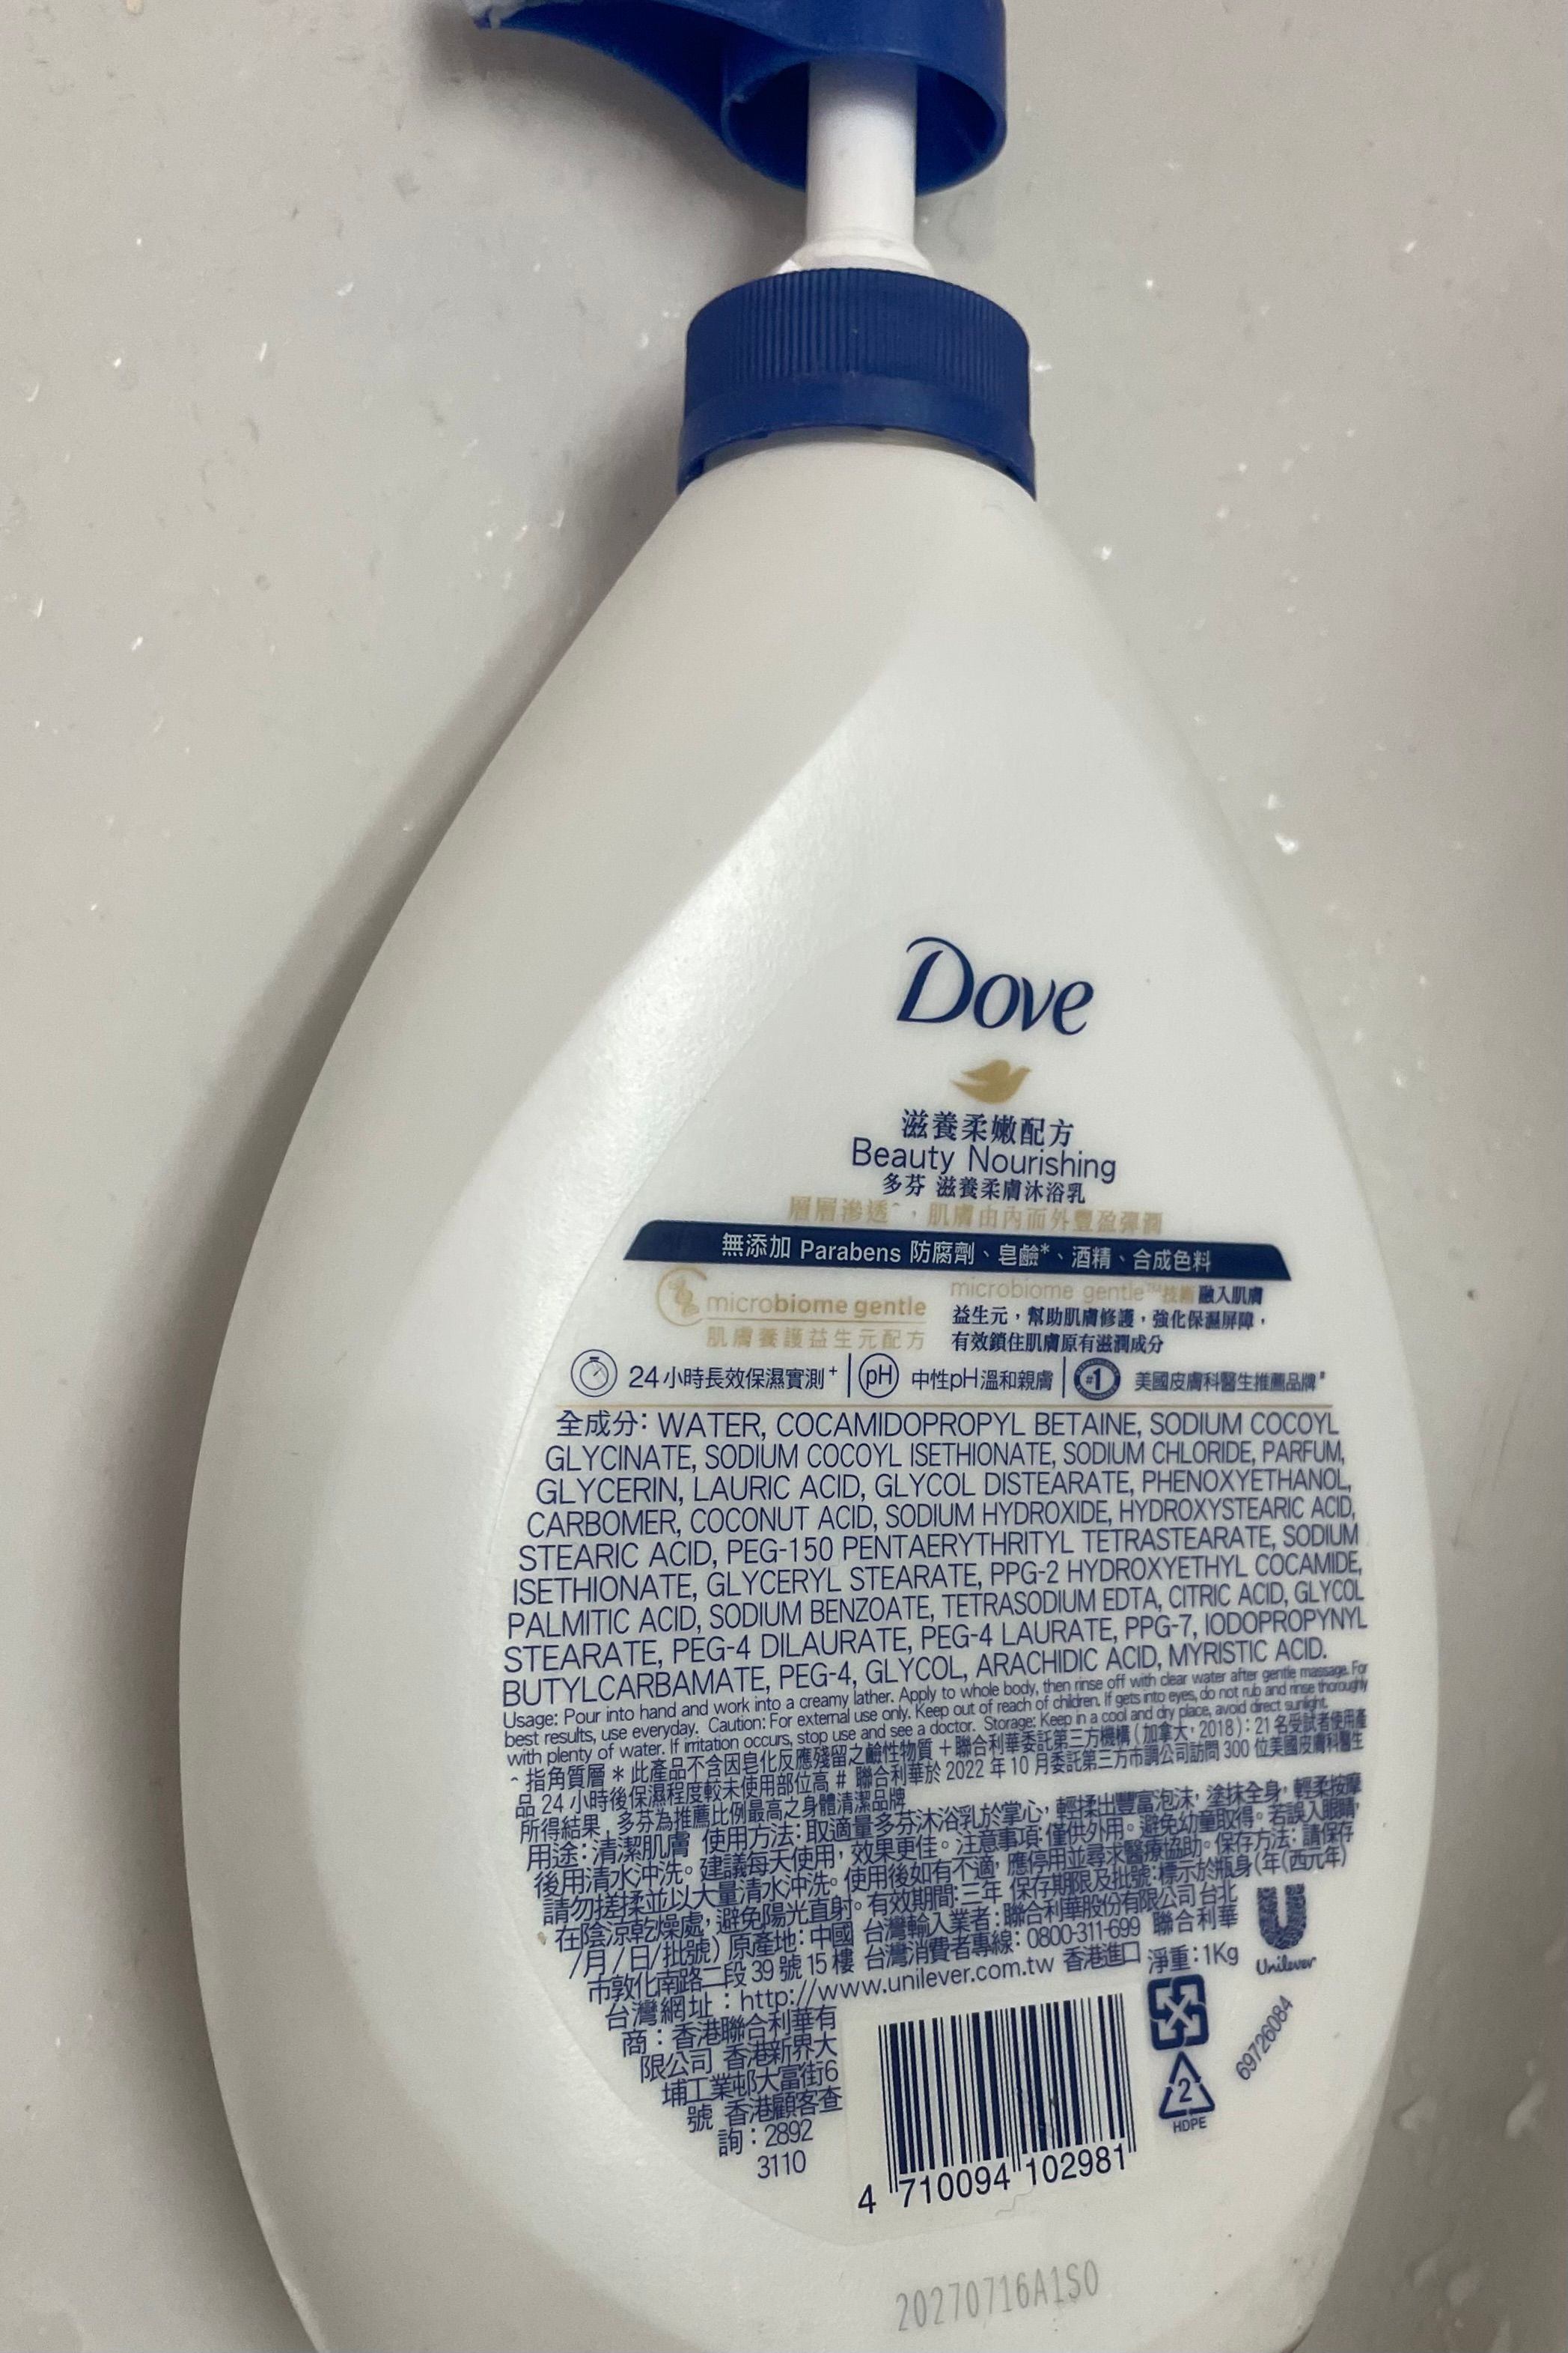 Dove
滋養柔嫩配方
Beauty Nourishing
多芬 滋養柔膚沐浴乳
層層滲透^，肌膚由內而外豐盈彈潤
無添加 Parabens 防腐劑、皂鹼*、酒精、合成色料
microbiome gentle
肌膚養護益生元配方
microbiome gentle™技術 融入肌膚
益生元，幫助肌膚修護，強化保濕屏障，
有效鎖住肌膚原有滋潤成分
24小時長效保濕實測+
pH 中性pH溫和親膚
#1 美國皮膚科醫生推薦品牌#
全成分: WATER, COCAMIDOPROPYL BETAINE, SODIUM COCOYL
GLYCINATE, SODIUM COCOYL ISETHIONATE, SODIUM CHLORIDE, PARFUM,
GLYCERIN, LAURIC ACID, GLYCOL DISTEARATE, PHENOXYETHANOL,
CARBOMER, COCONUT ACID, SODIUM HYDROXIDE, HYDROXYSTEARIC ACID,
STEARIC ACID, PEG-150 PENTAERYTHRITYL TETRASTEARATE, SODIUM
ISETHIONATE, GLYCERYL STEARATE, PPG-2 HYDROXYETHYL COCAMIDE,
PALMITIC ACID, SODIUM BENZOATE, TETRASODIUM EDTA, CITRIC ACID, GLYCOL
STEARATE, PEG-4 DILAURATE, PEG-4 LAURATE, PPG-7, IODOPROPYNYL
BUTYLCARBAMATE, PEG-4, GLYCOL, ARACHIDIC ACID, MYRISTIC ACID.
Usage: Pour into hand and work into a creamy lather. Apply to whole body, then rinse off with clear water after gentle massage. For
best results, use everyday. Caution: For external use only. Keep out of reach of children. If gets into eyes, do not rub and rinse thoroughly
with plenty of water. If irritation occurs, stop use and see a doctor. Storage: Keep in a cool and dry place, avoid direct sunlight.
^ 指角質層 * 此產品不含因皂化反應殘留之鹼性物質 + 聯合利華委託第三方機構 (加拿大, 2018): 21 名受試者使用產
品 24 小時後保濕程度較未使用部位高 # 聯合利華於 2022 年 10 月委託第三方市調公司訪問 300 位美國皮膚科醫生
所得結果，多芬為推薦比例最高之身體清潔品牌
用途: 清潔肌膚 使用方法: 取適量多芬沐浴乳於掌心, 輕揉出豐富泡沫, 塗抹全身, 輕柔按摩
後用清水沖洗。建議每天使用, 效果更佳。注意事項: 僅供外用。避免幼童取得。若誤入眼睛,
請勿搓揉並以大量清水沖洗。使用後如有不適, 應停用並尋求醫療協助。保存方法: 請保存
在陰涼乾燥處, 避免陽光直射。有效期間: 三年 保存期限及批號: 標示於瓶身(年(西元年)
/月/日/批號) 原產地: 中國 台灣輸入業者: 聯合利華股份有限公司 台北
市敦化南路二段 39 號 15 樓 台灣消費者專線: 0800-311-699 聯合利華
台灣網址: http://www.unilever.com.tw 香港進口
商: 香港聯合利華有
限公司 香港新界大
埔工業邨大富街6
號 香港顧客查
詢: 2892
3110
淨重: 1Kg
Unilever
2
HDPE
69726084
4 710094 102981
20270716A1S0